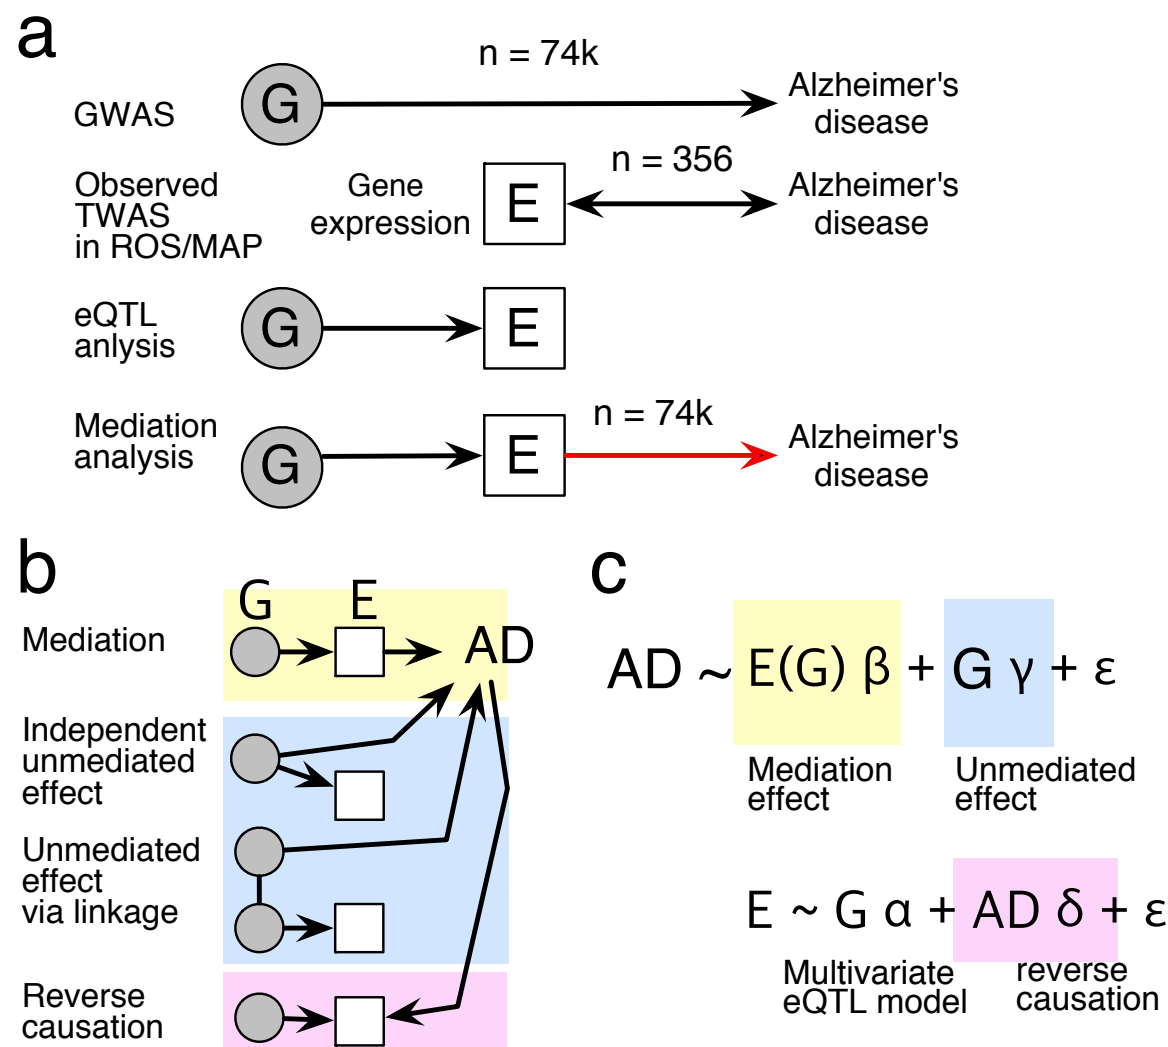 a
n = 74k
GWAS
G
Alzheimer's
disease
n = 356
Observed
TWAS
in ROS/MAP
Gene
expression
E
Alzheimer's
disease
eQTL
anlysis
G
E
n = 74k
Mediation
analysis
G
E
Alzheimer's
disease
b
G E
Mediation
AD
Independent
unmediated
effect
Unmediated
effect
via linkage
Reverse
causation
c
AD ~ E(G) β + G γ + ε
Mediation
effect
Unmediated
effect
E ~ G α + AD δ + ε
Multivariate
eQTL model
reverse
causation